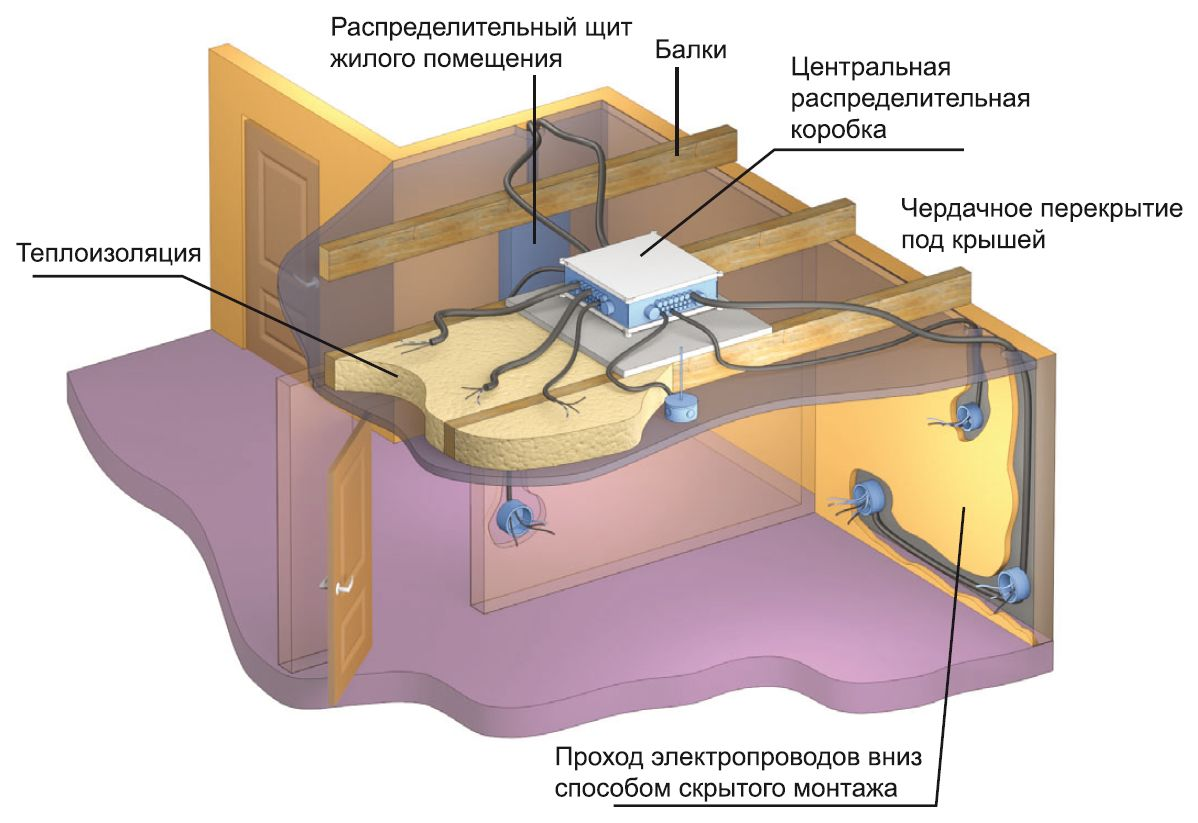 Распределительный щит
жилого помещения
Балки
Центральная
распределительная
коробка
Чердачное перекрытие
под крышей
Теплоизоляция
Проход электропроводов вниз
способом скрытого монтажа